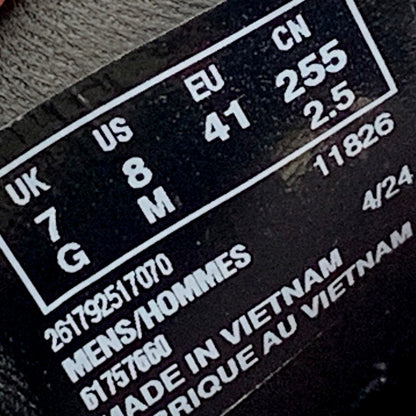 UK US EU CN
7 8 41 255
G M 2.5
261792517070 11826
MENS/HOMMES 4/24
61757660
MADE IN VIETNAM
FABRIQUE AU VIETNAM